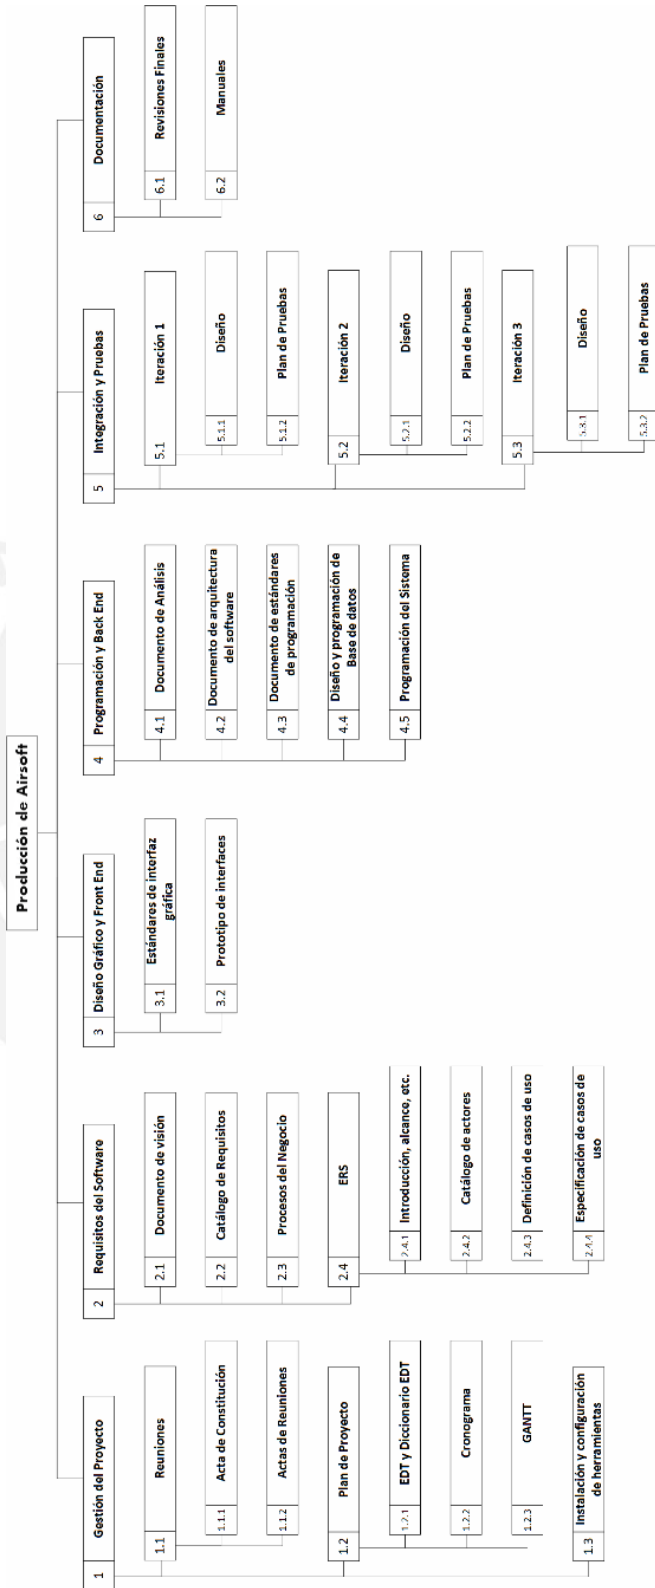 Producción de Airsoft
1 Gestión del Proyecto
1.1 Reuniones
1.1.1 Acta de Constitución
1.1.2 Actas de Reuniones
1.2 Plan de Proyecto
1.2.1 EDT y Diccionario EDT
1.2.2 Cronograma
1.2.3 GANTT
1.3 Instalación y configuración
de herramientas
2 Requisitos del Software
2.1 Documento de visión
2.2 Catálogo de Requisitos
2.3 Procesos del Negocio
2.4 ERS
2.4.1 Introducción, alcance, etc.
2.4.2 Catálogo de actores
2.4.3 Definición de casos de uso
2.4.4 Especificación de casos de
uso
3 Diseño Gráfico y Front End
3.1 Estándares de interfaz
gráfica
3.2 Prototipo de interfaces
4 Programación y Back End
4.1 Documento de Análisis
4.2 Documento de arquitectura
del software
4.3 Documento de estándares
de programación
4.4 Diseño y programación de
Base de datos
4.5 Programación del Sistema
5 Integración y Pruebas
5.1 Iteración 1
5.1.1 Diseño
5.1.2 Plan de Pruebas
5.2 Iteración 2
5.2.1 Diseño
5.2.2 Plan de Pruebas
5.3 Iteración 3
5.3.1 Diseño
5.3.2 Plan de Pruebas
6 Documentación
6.1 Revisiones Finales
6.2 Manuales